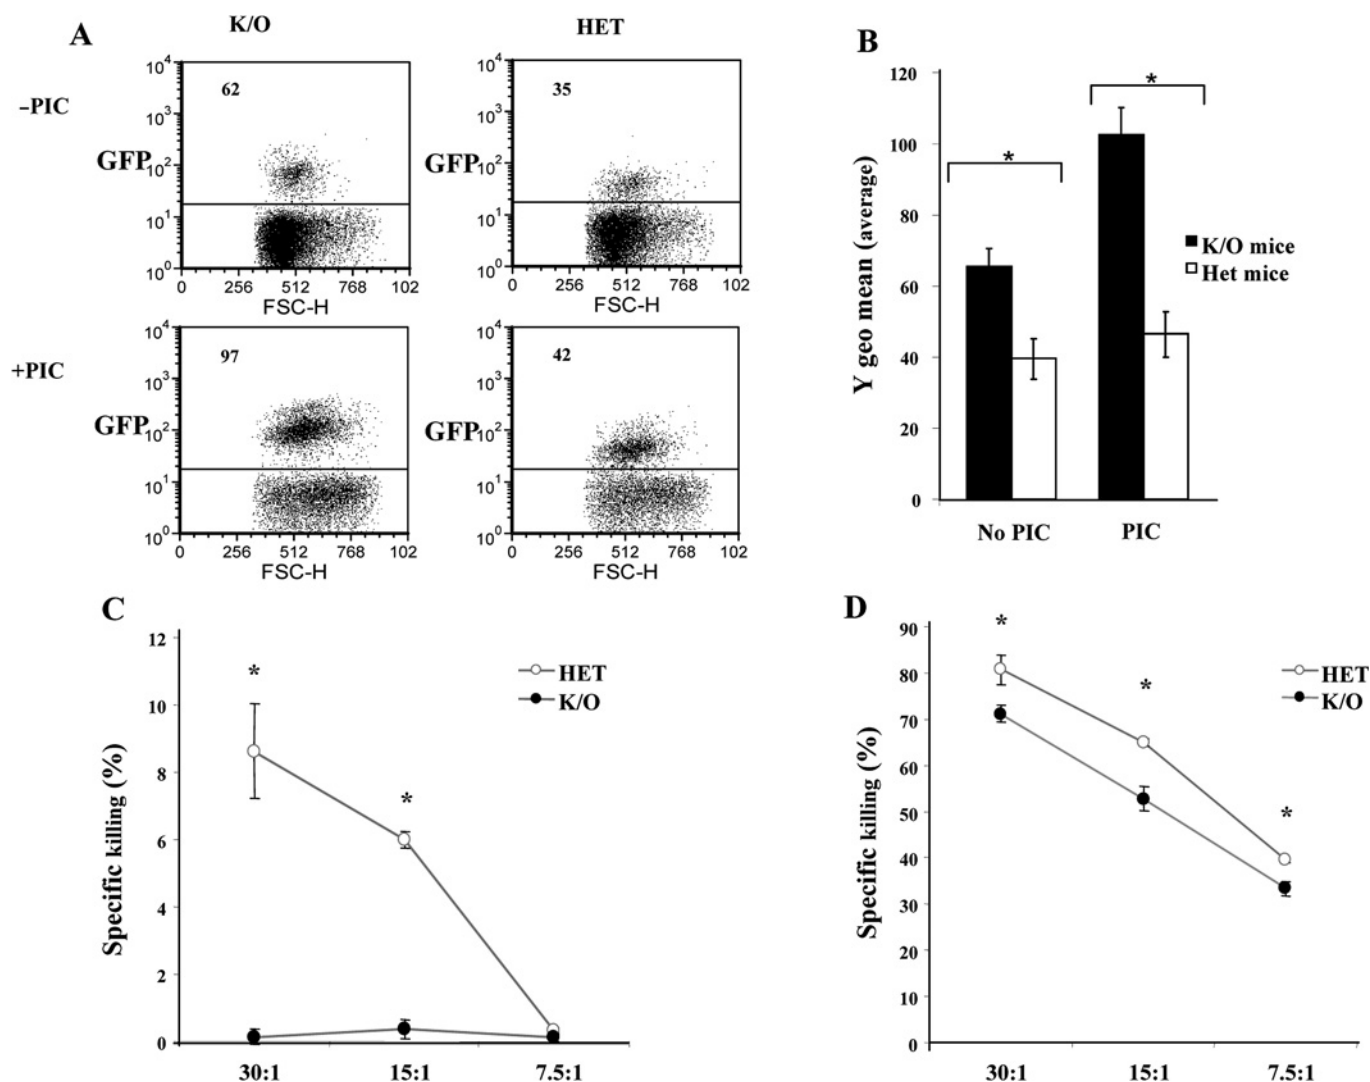 A
K/O
HET
–PIC
GFP
10^4
10^3
10^2
10^1
10^0
62
0 256 512 768 102
FSC-H
GFP
10^4
10^3
10^2
10^1
10^0
35
0 256 512 768 102
FSC-H
+PIC
GFP
10^4
10^3
10^2
10^1
10^0
97
0 256 512 768 102
FSC-H
GFP
10^4
10^3
10^2
10^1
10^0
42
0 256 512 768 102
FSC-H
B
Y geo mean (average)
120
100
80
60
40
20
0
*
*
K/O mice
Het mice
No PIC PIC
C
Specific killing (%)
12
10
8
6
4
2
0
*
*
HET
K/O
30:1 15:1 7.5:1
D
Specific killing (%)
90
80
70
60
50
40
30
20
10
0
*
*
*
HET
K/O
30:1 15:1 7.5:1